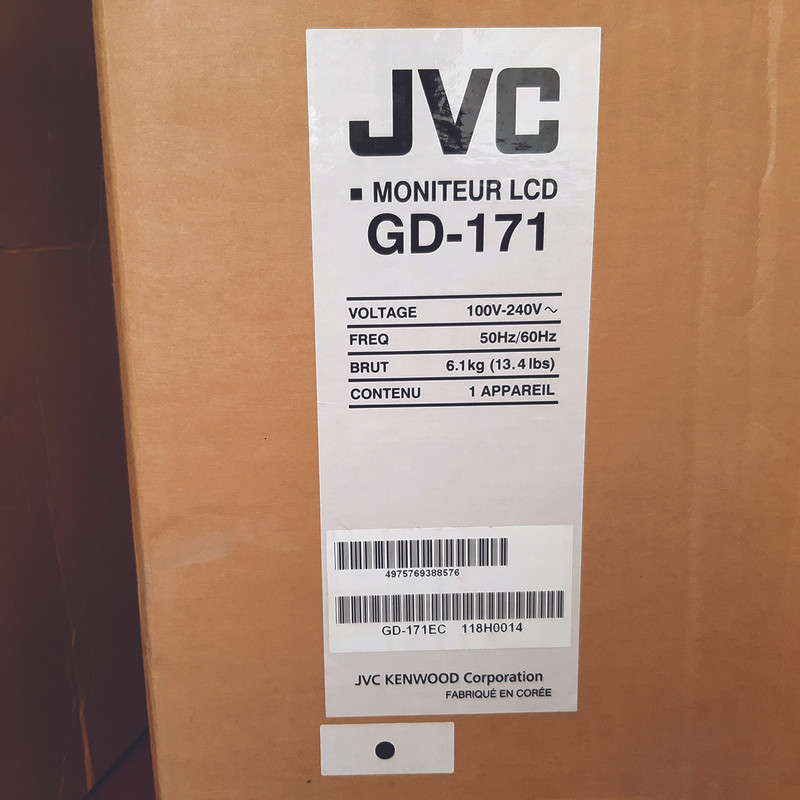 JVC
■ MONITEUR LCD
GD-171
VOLTAGE 100V-240V~
FREQ 50Hz/60Hz
BRUT 6.1kg (13.4 lbs)
CONTENU 1 APPAREIL
4975769388576
GD-171EC 118H0014
JVC KENWOOD Corporation
FABRIQUÉ EN CORÉE